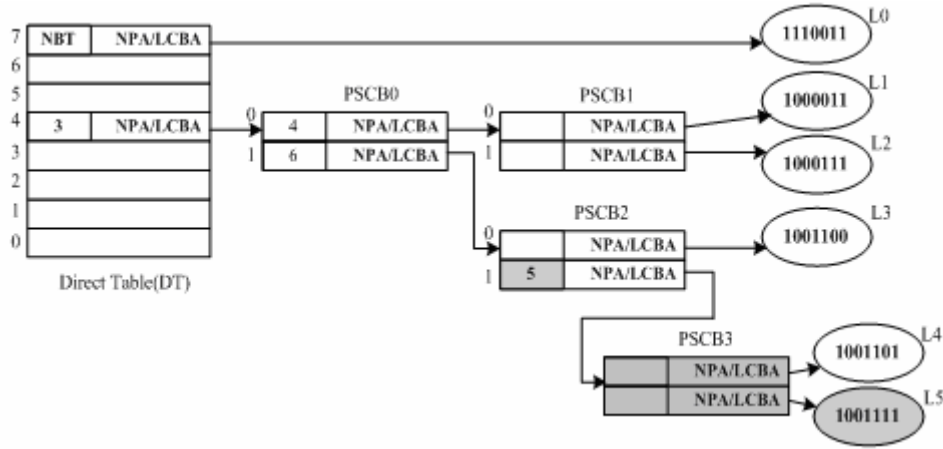 7 NBT NPA/LCBA 1110011 L0
6
5
4 3 NPA/LCBA
3
2
1
0
Direct Table(DT)
PSCB0
0 4 NPA/LCBA
1 6 NPA/LCBA
PSCB1
0 NPA/LCBA
1 NPA/LCBA
1000011 L1
1000111 L2
PSCB2
0 NPA/LCBA
1 5 NPA/LCBA
1001100 L3
PSCB3
NPA/LCBA
NPA/LCBA
1001101 L4
1001111 L5